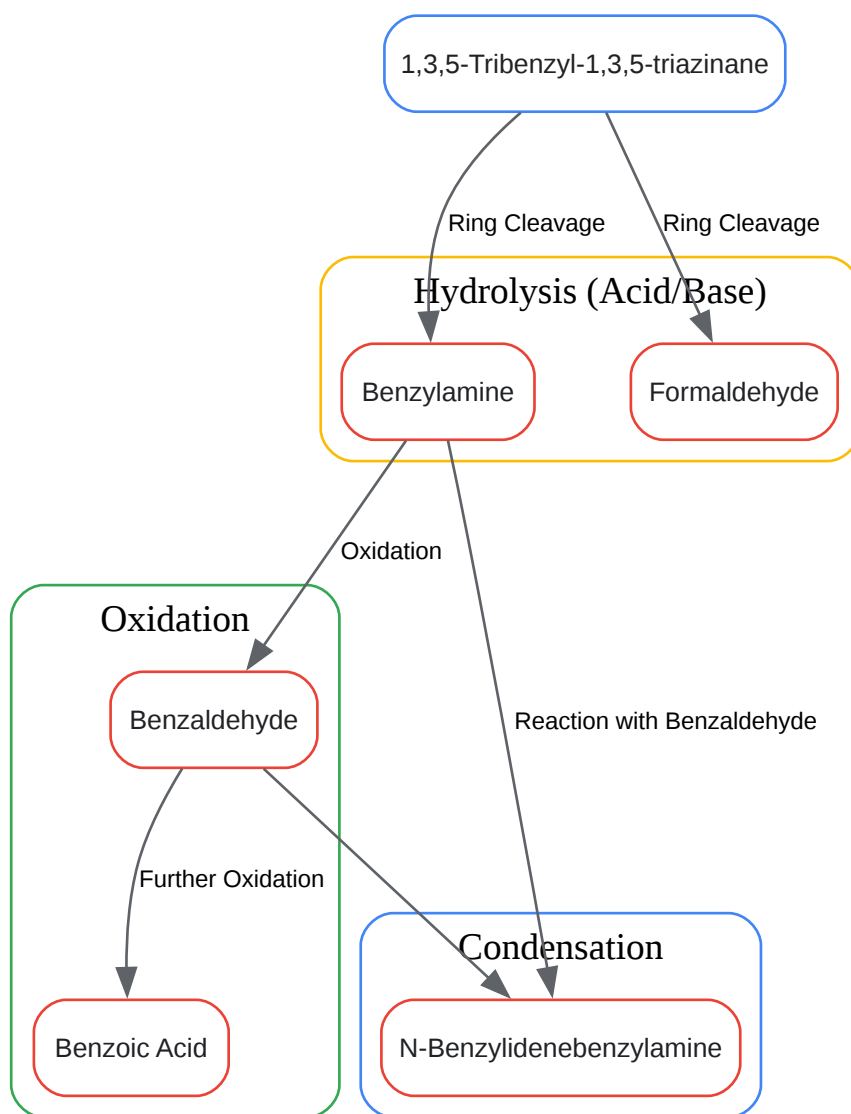 1,3,5-Tribenzyl-1,3,5-triazinane
Ring Cleavage
Ring Cleavage
Hydrolysis (Acid/Base)
Benzylamine
Formaldehyde
Oxidation
Oxidation
Benzaldehyde
Reaction with Benzaldehyde
Further Oxidation
Condensation
Benzoic Acid
N-Benzylidenebenzylamine